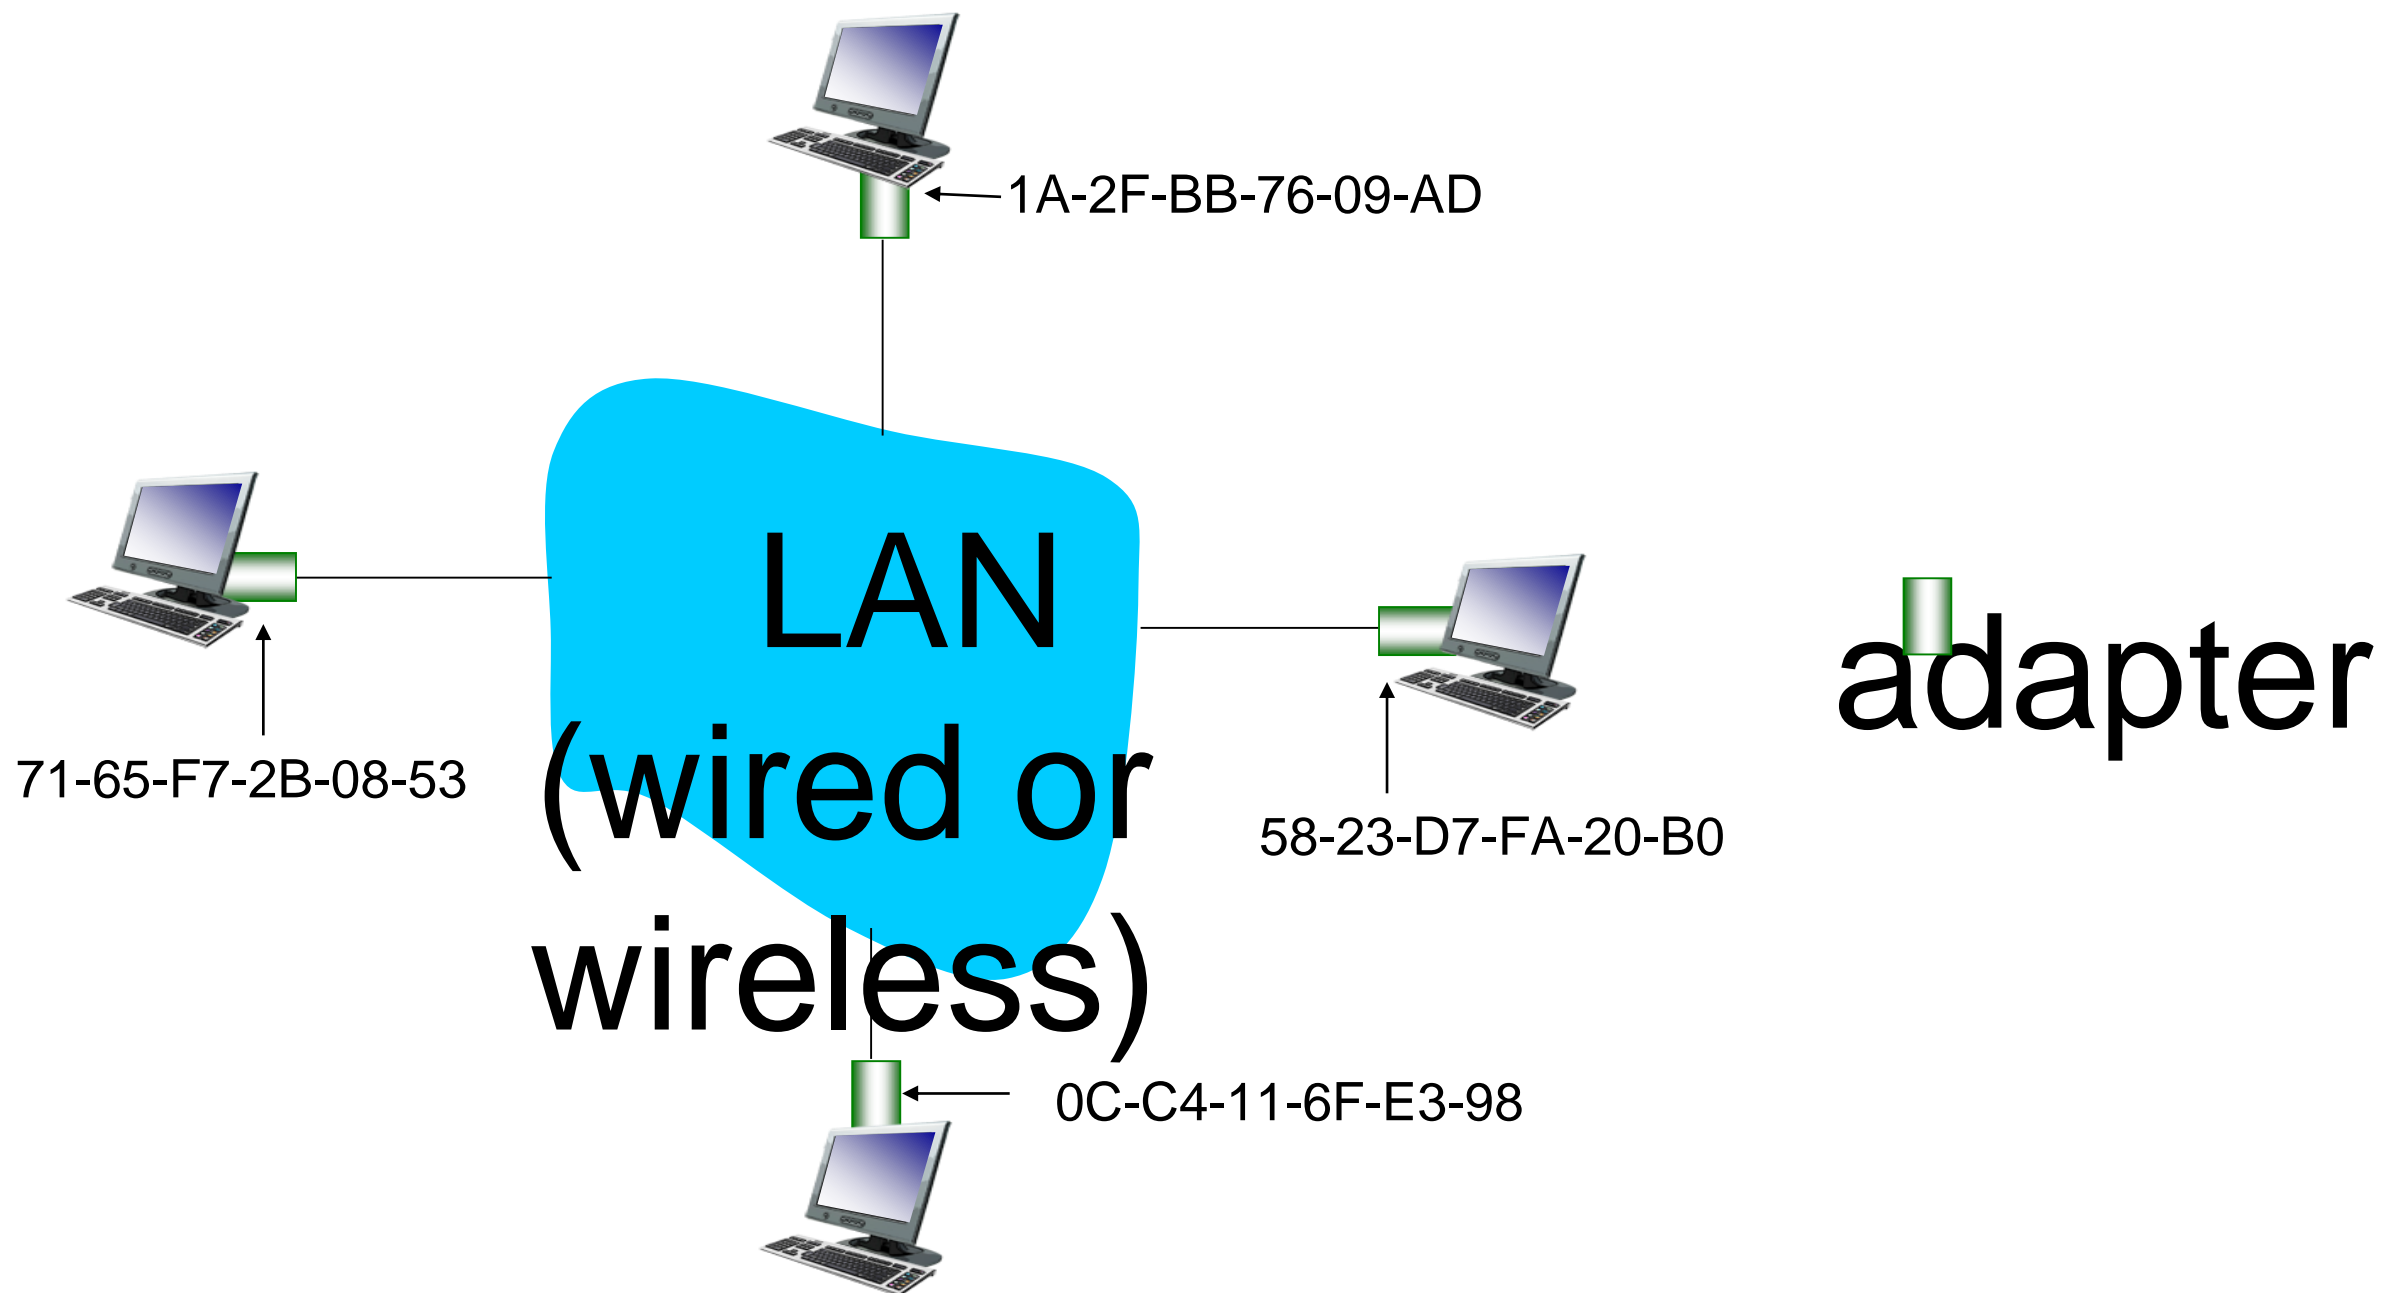 1A-2F-BB-76-09-AD
LAN
(wired or
wireless)
adapter
71-65-F7-2B-08-53
58-23-D7-FA-20-B0
0C-C4-11-6F-E3-98